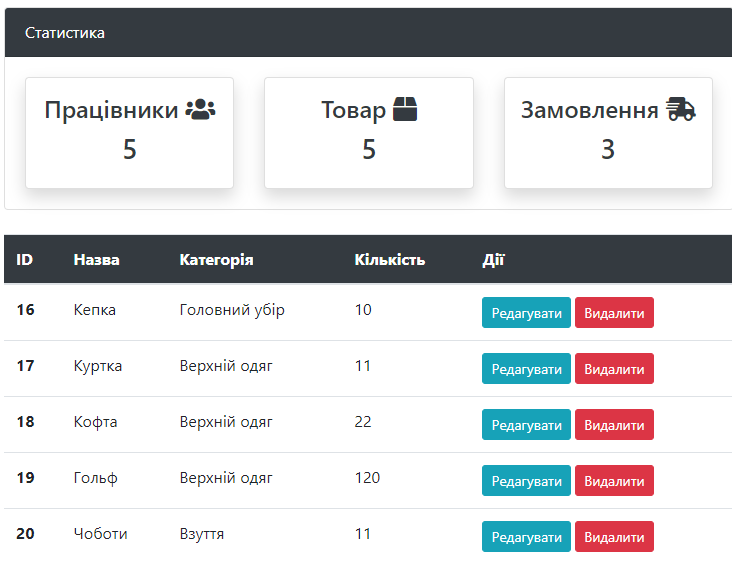 Статистика
Працівники Товар Замовлення
5 5 3
ID Назва Категорія Кількість Дії
16 Кепка Головний убір 10 Редагувати Видалити
17 Куртка Верхній одяг 11 Редагувати Видалити
18 Кофта Верхній одяг 22 Редагувати Видалити
19 Гольф Верхній одяг 120 Редагувати Видалити
20 Чоботи Взуття 11 Редагувати Видалити